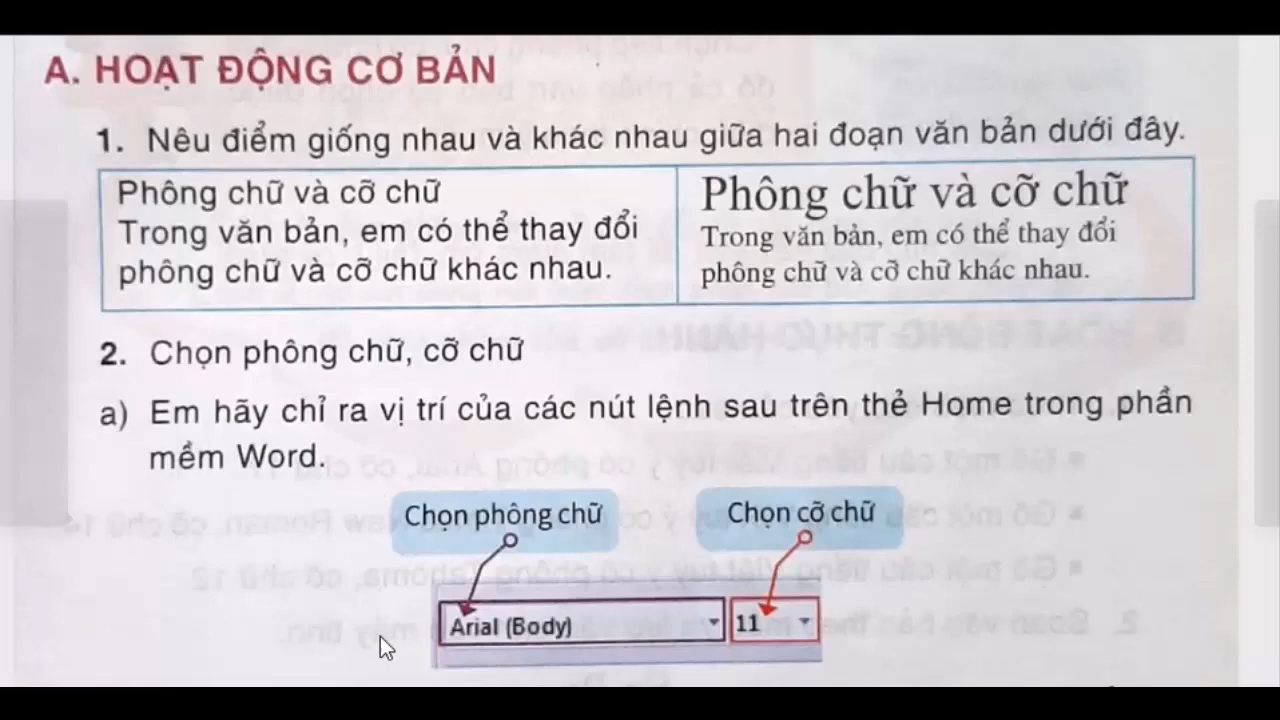 A. HOẠT ĐỘNG CƠ BẢN
1. Nêu điểm giống nhau và khác nhau giữa hai đoạn văn bản dưới đây.
Phông chữ và cỡ chữ
Trong văn bản, em có thể thay đổi
phông chữ và cỡ chữ khác nhau.
Phông chữ và cỡ chữ
Trong văn bản, em có thể thay đổi
phông chữ và cỡ chữ khác nhau.
2. Chọn phông chữ, cỡ chữ
a) Em hãy chỉ ra vị trí của các nút lệnh sau trên thẻ Home trong phần
mềm Word.
Chọn phông chữ
Chọn cỡ chữ
Arial (Body)
11